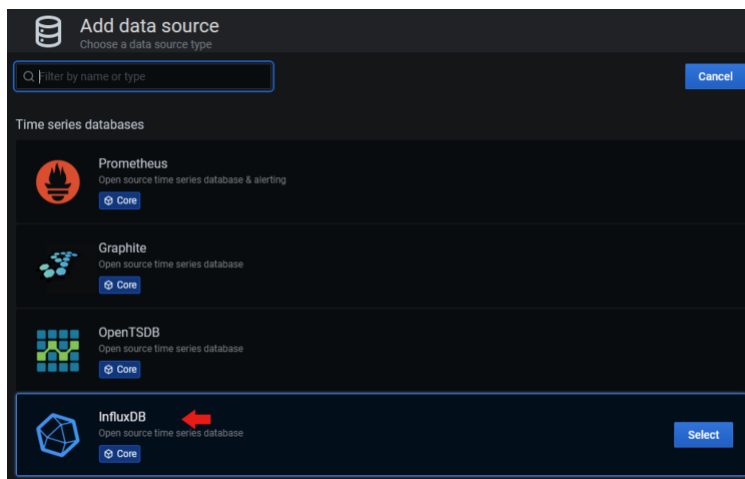 Add data source
Choose a data source type
Filter by name or type
Cancel
Time series databases
Prometheus
Open source time series database & alerting
Core
Graphite
Open source time series database
Core
OpenTSDB
Open source time series database
Core
InfluxDB
Open source time series database
Select
Core